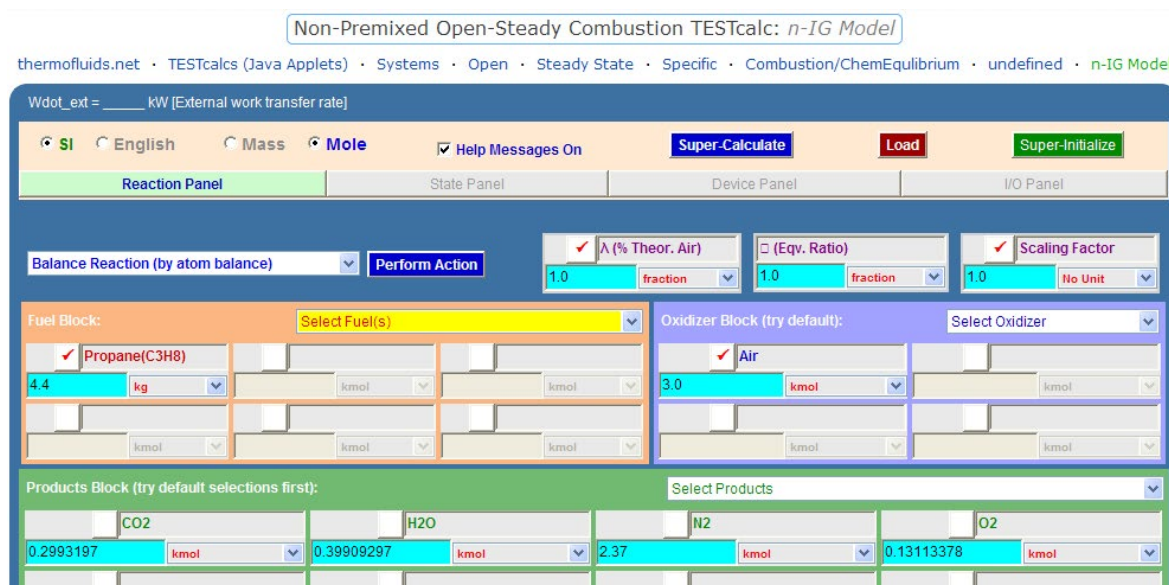 Non-Premixed Open-Steady Combustion TESTcalc: n-IG Model
thermofluids.net · TESTcalcs (Java Applets) · Systems · Open · Steady State · Specific · Combustion/ChemEqulibrium · undefined · n-IG Model
Wdot_ext = ______ kW [External work transfer rate]
SI English Mass Mole Help Messages On Super-Calculate Load Super-Initialize
Reaction Panel State Panel Device Panel I/O Panel
λ (% Theor. Air) □ (Eqv. Ratio) Scaling Factor
Balance Reaction (by atom balance) Perform Action
1.0 fraction 1.0 fraction 1.0 No Unit
Fuel Block: Select Fuel(s) Oxidizer Block (try default): Select Oxidizer
Propane(C3H8) Air
4.4 kg kmol kmol 3.0 kmol kmol
kmol kmol kmol kmol kmol
Products Block (try default selections first): Select Products
CO2 H2O N2 O2
0.2993197 kmol 0.39909297 kmol 2.37 kmol 0.13113378 kmol